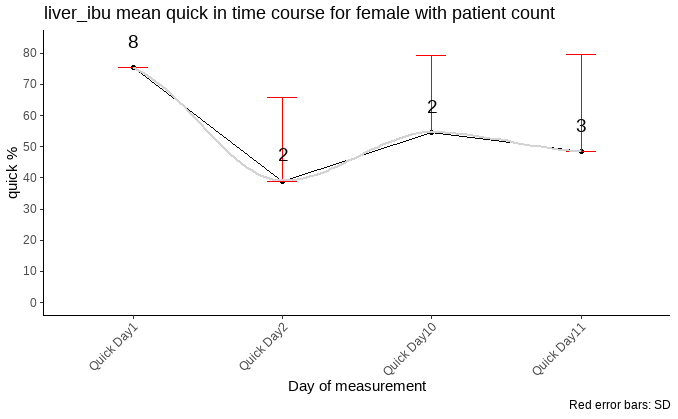 liver_ibu mean quick in time course for female with patient count
8
2
2
3
80
70
60
50
40
30
20
10
0
quick %
Quick Day1
Quick Day2
Quick Day10
Quick Day11
Day of measurement
Red error bars: SD